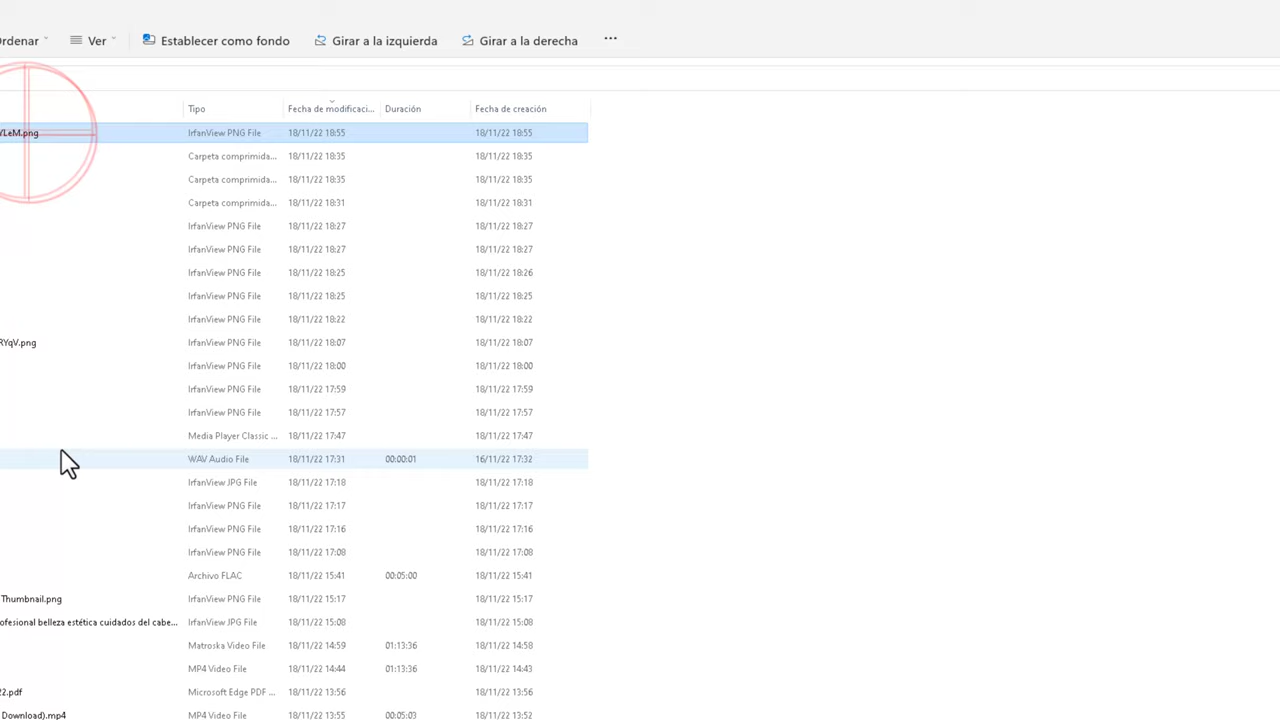 rdenar Ver Establecer como fondo Girar a la izquierda Girar a la derecha ...
Tipo Fecha de modificaci... Duración Fecha de creación
YLeM.png IrfanView PNG File 18/11/22 18:55 18/11/22 18:55
Carpeta comprimida... 18/11/22 18:35 18/11/22 18:35
Carpeta comprimida... 18/11/22 18:35 18/11/22 18:35
Carpeta comprimida... 18/11/22 18:31 18/11/22 18:31
IrfanView PNG File 18/11/22 18:27 18/11/22 18:27
IrfanView PNG File 18/11/22 18:27 18/11/22 18:27
IrfanView PNG File 18/11/22 18:25 18/11/22 18:26
IrfanView PNG File 18/11/22 18:25 18/11/22 18:25
IrfanView PNG File 18/11/22 18:22 18/11/22 18:22
RYqV.png IrfanView PNG File 18/11/22 18:07 18/11/22 18:07
IrfanView PNG File 18/11/22 18:00 18/11/22 18:00
IrfanView PNG File 18/11/22 17:59 18/11/22 17:59
IrfanView PNG File 18/11/22 17:57 18/11/22 17:57
Media Player Classic ... 18/11/22 17:47 18/11/22 17:47
WAV Audio File 18/11/22 17:31 00:00:01 16/11/22 17:32
IrfanView JPG File 18/11/22 17:18 18/11/22 17:18
IrfanView PNG File 18/11/22 17:17 18/11/22 17:17
IrfanView PNG File 18/11/22 17:16 18/11/22 17:16
IrfanView PNG File 18/11/22 17:08 18/11/22 17:08
Archivo FLAC 18/11/22 15:41 00:05:00 18/11/22 15:41
Thumbnail.png IrfanView PNG File 18/11/22 15:17 18/11/22 15:17
ofesional belleza estética cuidados del cabe... IrfanView JPG File 18/11/22 15:08 18/11/22 15:08
Matroska Video File 18/11/22 14:59 01:13:36 18/11/22 14:58
MP4 Video File 18/11/22 14:44 01:13:36 18/11/22 14:43
22.pdf Microsoft Edge PDF ... 18/11/22 13:56 18/11/22 13:56
Download).mp4 MP4 Video File 18/11/22 13:55 00:05:03 18/11/22 13:52